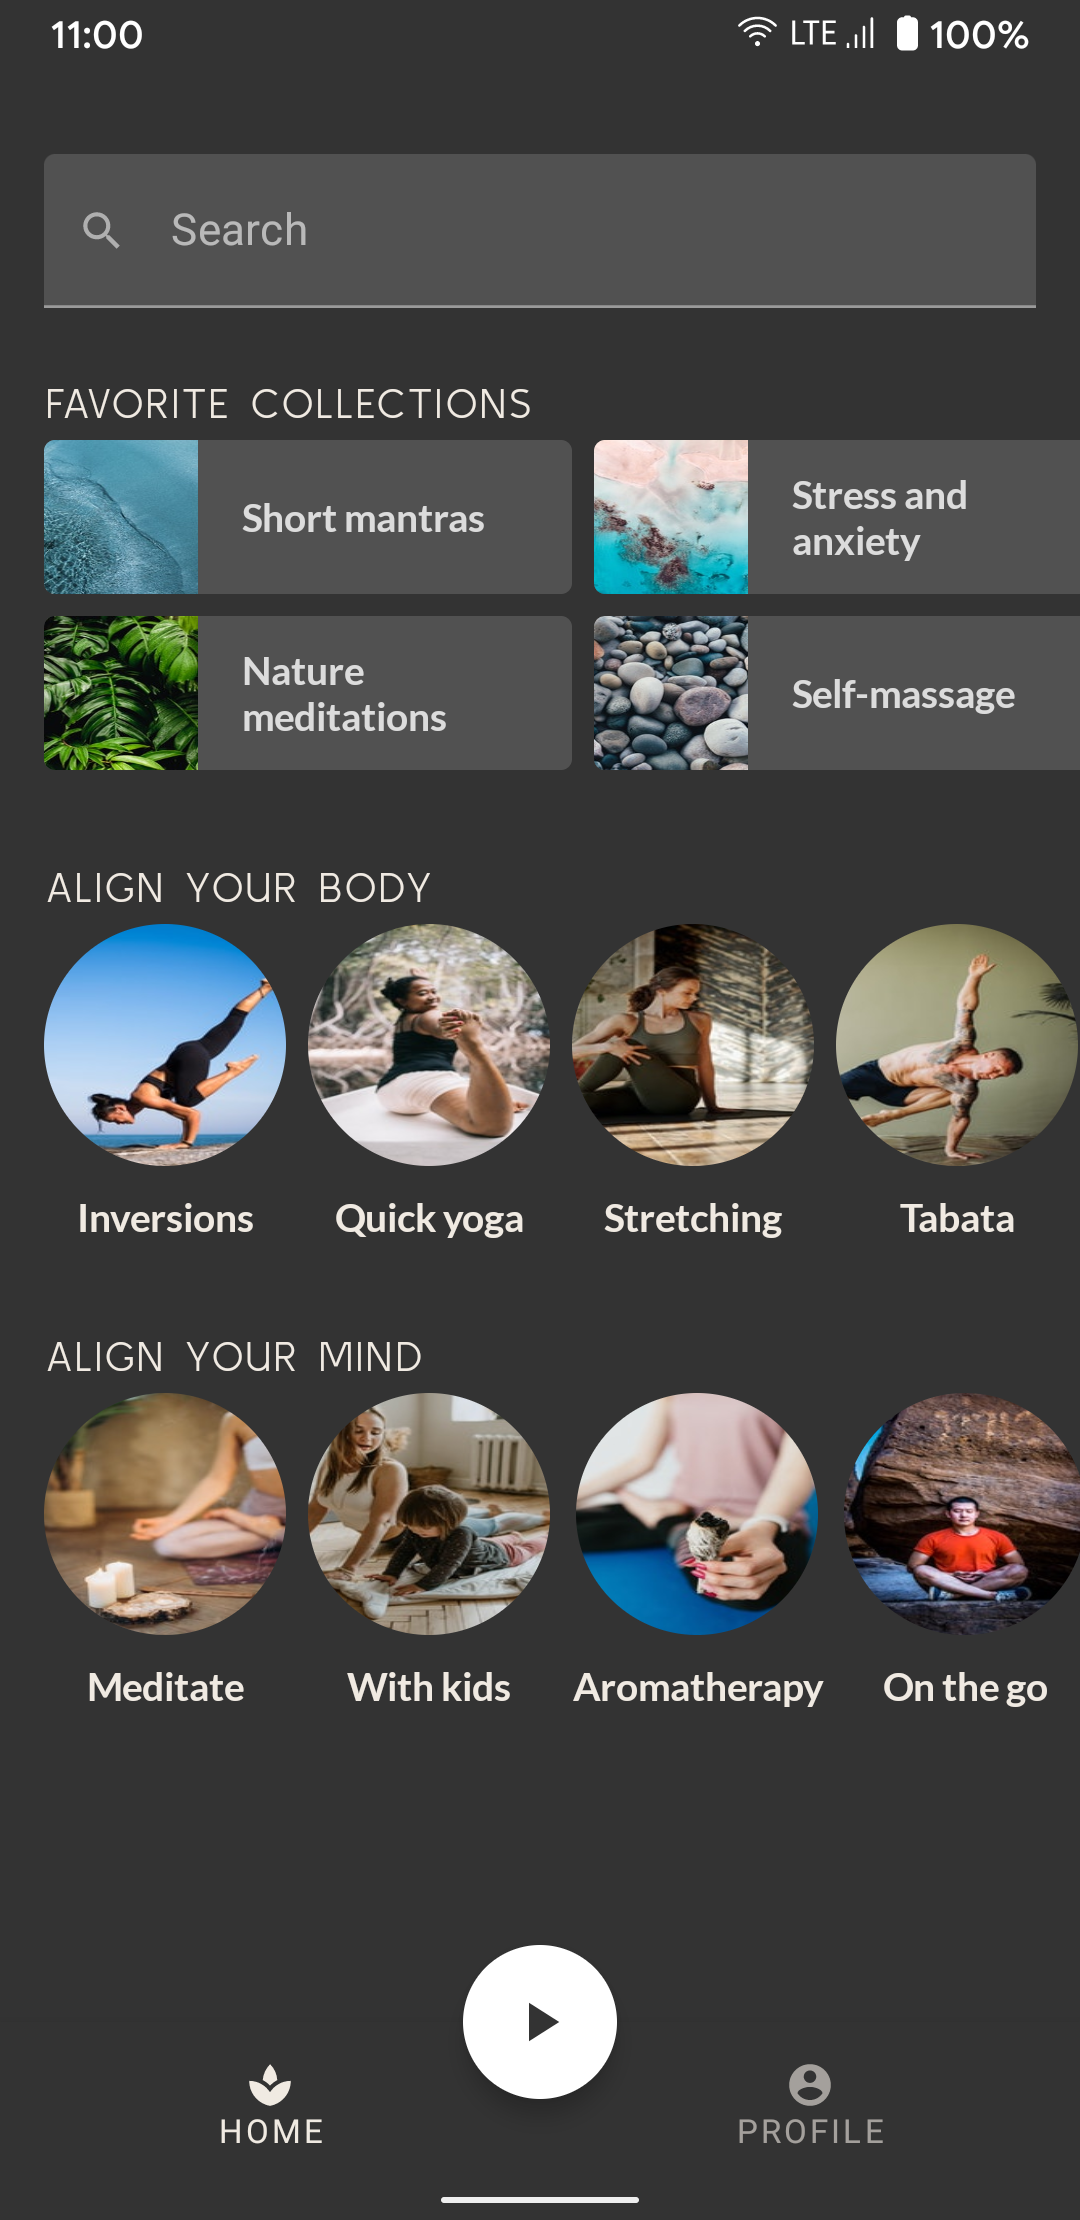 11:00 LTE 100%
Search
FAVORITE COLLECTIONS
Short mantras
Stress and
anxiety
Nature
meditations
Self-massage
ALIGN YOUR BODY
Inversions Quick yoga Stretching Tabata
ALIGN YOUR MIND
Meditate With kids Aromatherapy On the go
HOME PROFILE